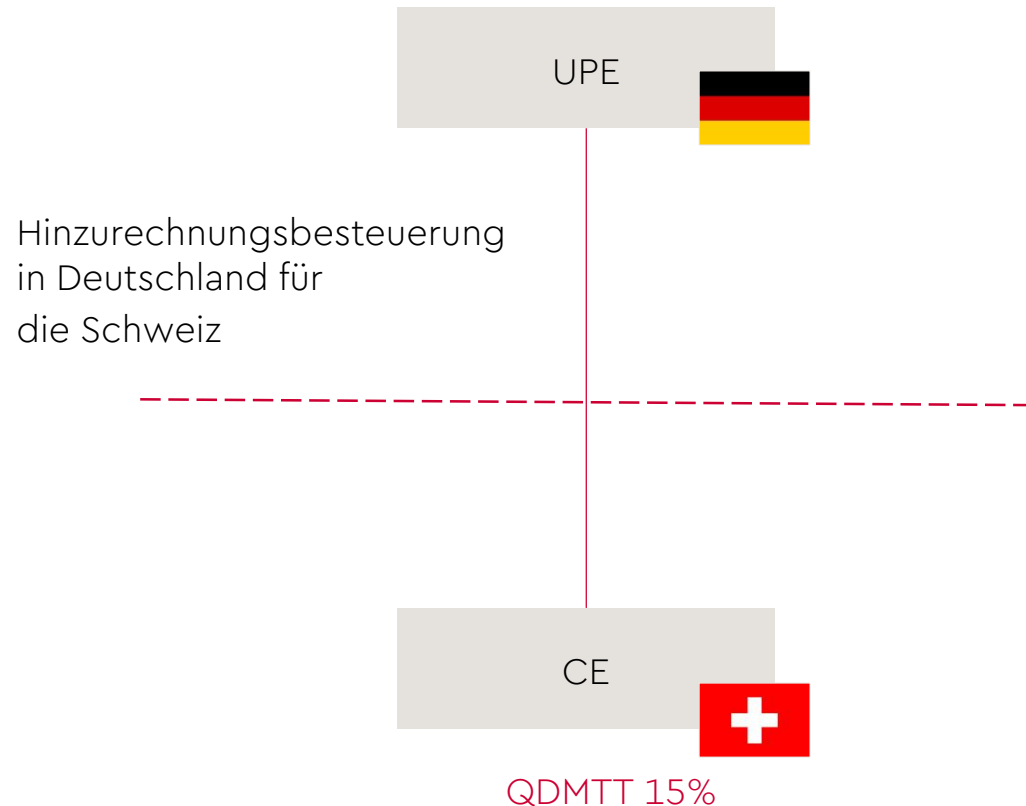 UPE
Hinzurechnungsbesteuerung
in Deutschland für
die Schweiz
CE
QDMTT 15%